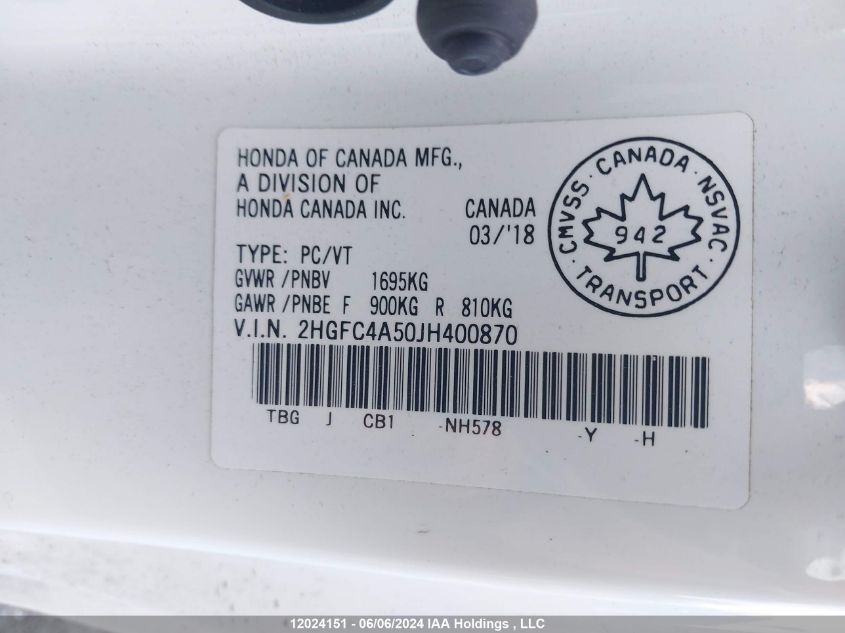 HONDA OF CANADA MFG.,
A DIVISION OF
HONDA CANADA INC. CANADA
03/'18
TYPE: PC/VT
GVWR /PNBV 1695KG
GAWR /PNBE F 900KG R 810KG
V.I.N. 2HGFC4A50JH400870
TBG J CB1 -NH578 -Y -H
CMVSS · CANADA · NSVAC
942
· TRANSPORT ·
12024151 - 06/06/2024 IAA Holdings , LLC